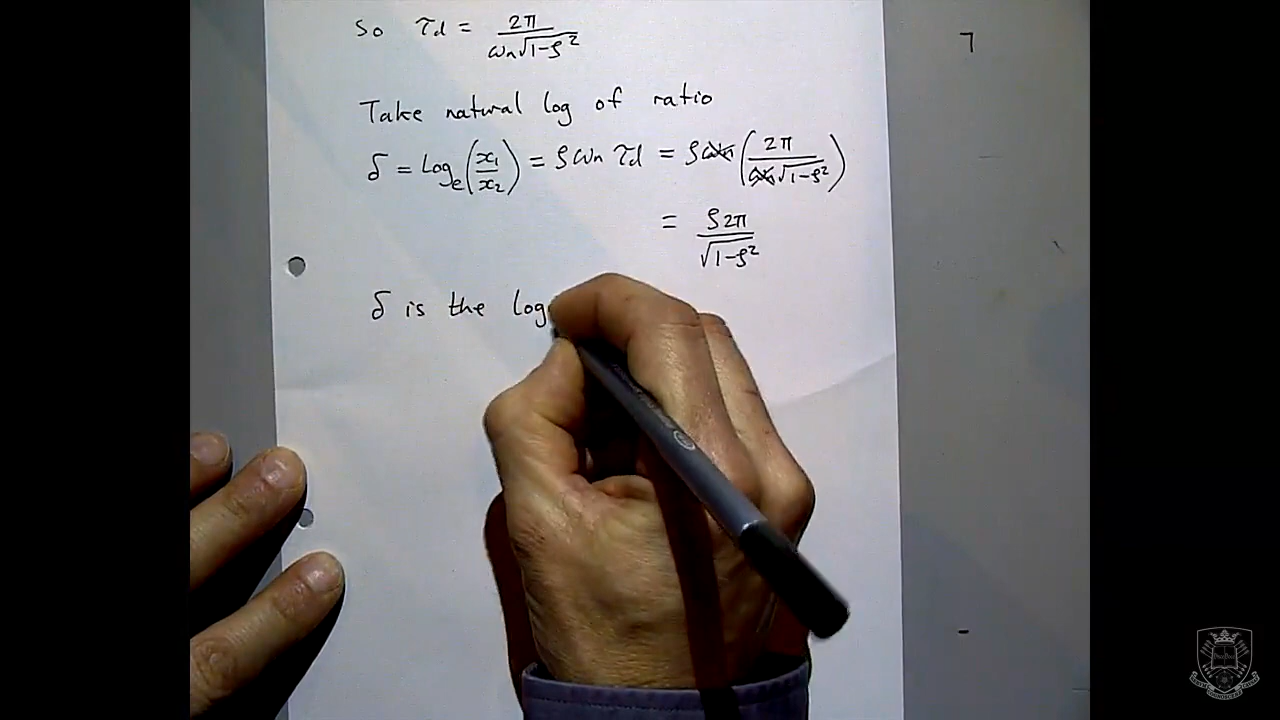 So τd = 2π / ωn√1-ζ²
7
Take natural log of ratio
δ = Loge(x1/x2) = ζωn τd = ζωn (2π / ωn√1-ζ²)
= ζ2π / √1-ζ²
δ is the log